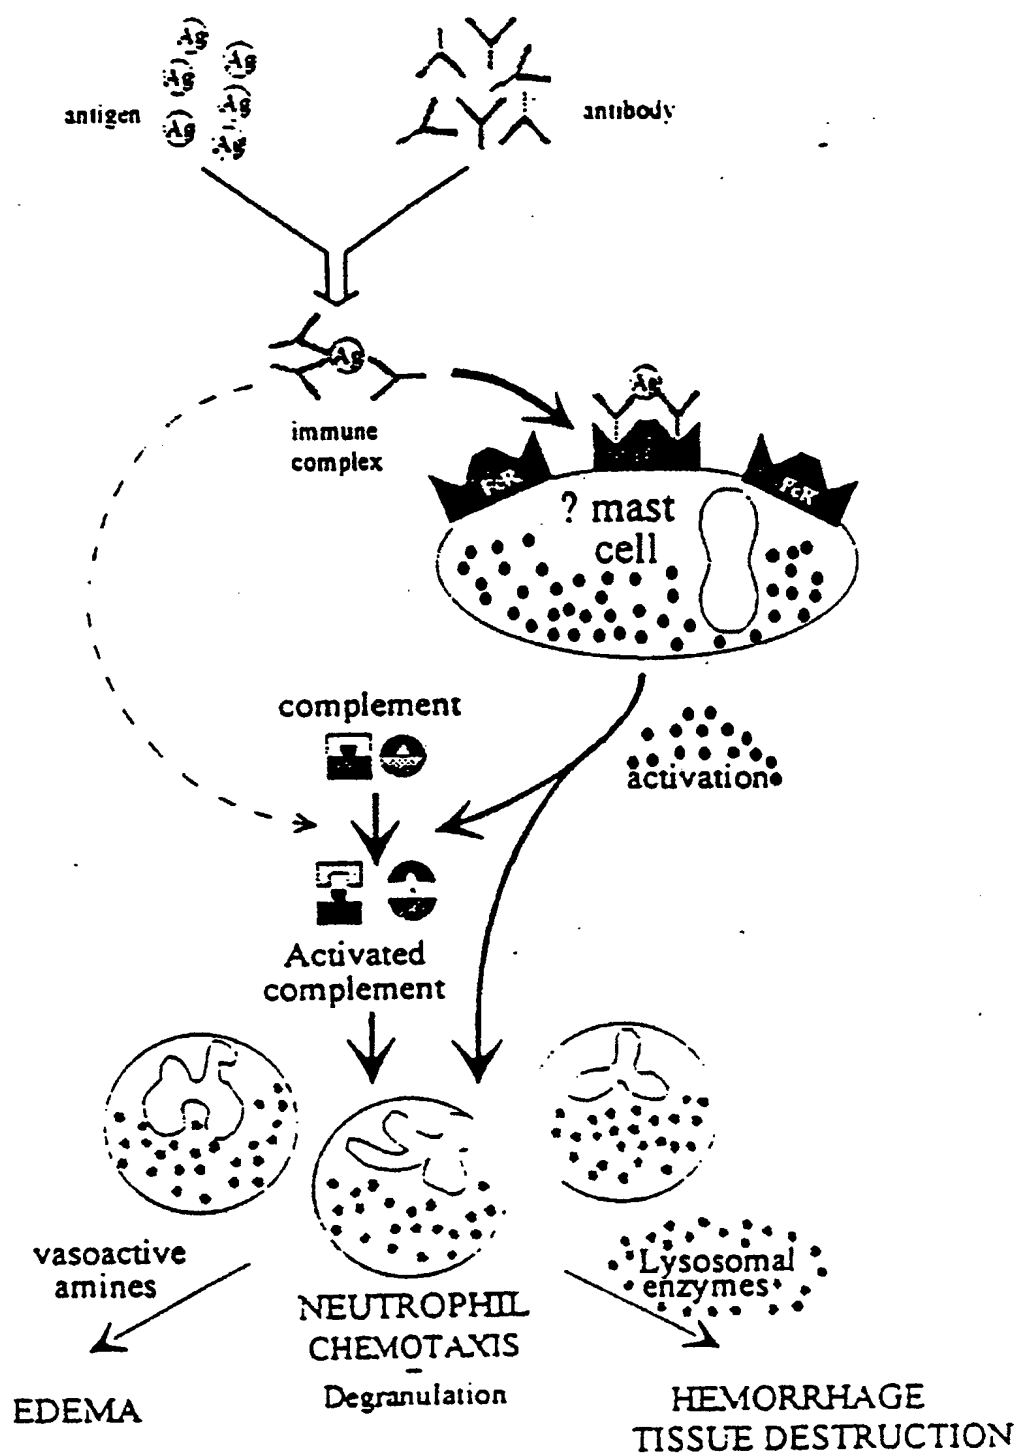 Ag
Ag
Ag
Ag
Ag
Ag
antigen
antibody
Ag
immune
complex
Ag
FcR
FcR
? mast
cell
complement
activation
Activated
complement
vasoactive
amines
Lysosomal
enzymes
NEUTROPHIL
CHEMOTAXIS
Degranulation
EDEMA
HEMORRHAGE
TISSUE DESTRUCTION